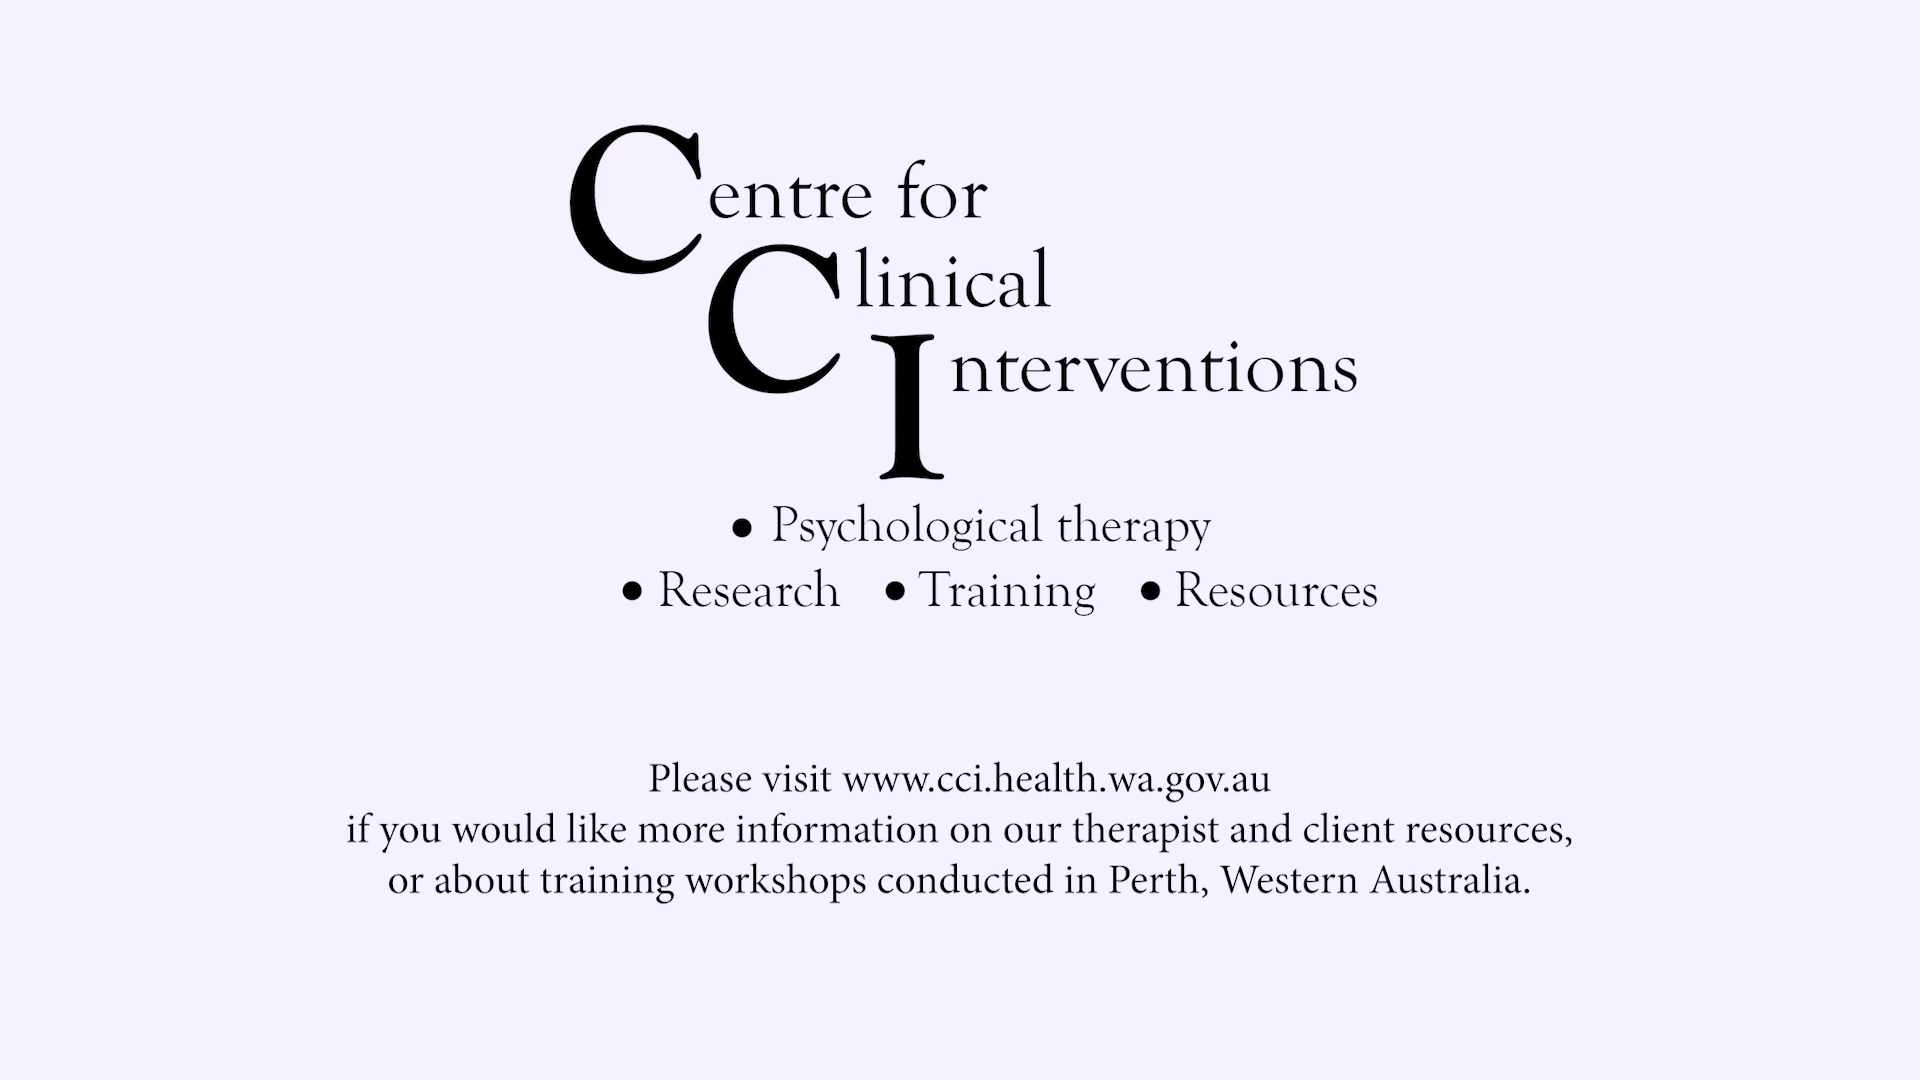 Centre for
Clinical
Interventions
• Psychological therapy
• Research • Training • Resources
Please visit www.cci.health.wa.gov.au
if you would like more information on our therapist and client resources,
or about training workshops conducted in Perth, Western Australia.